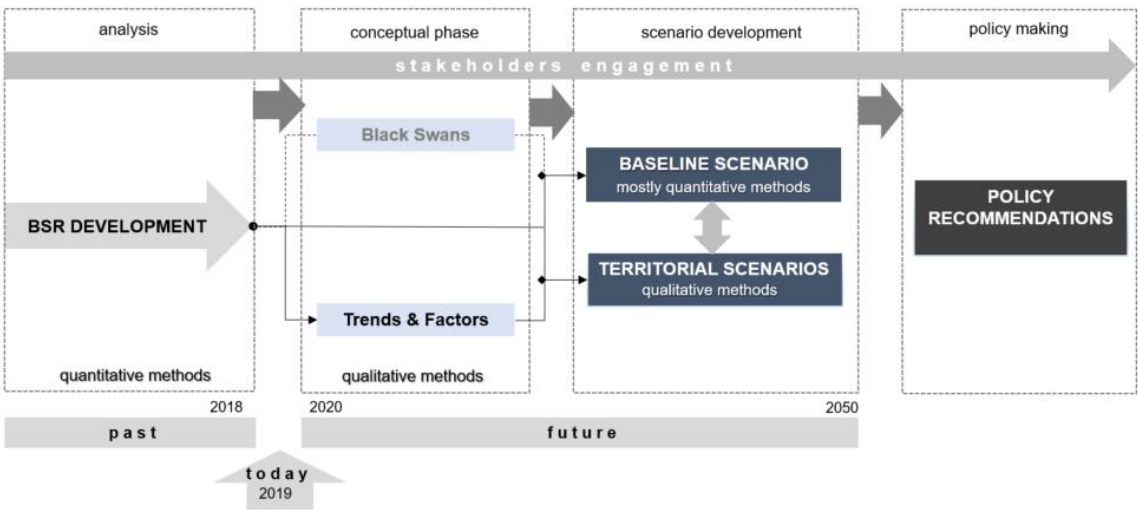 analysis
conceptual phase
scenario development
policy making
stakeholders engagement
Black Swans
BASELINE SCENARIO
mostly quantitative methods
POLICY
RECOMMENDATIONS
BSR DEVELOPMENT
TERRITORIAL SCENARIOS
qualitative methods
Trends & Factors
quantitative methods
qualitative methods
2018
2020
2050
past
future
today
2019